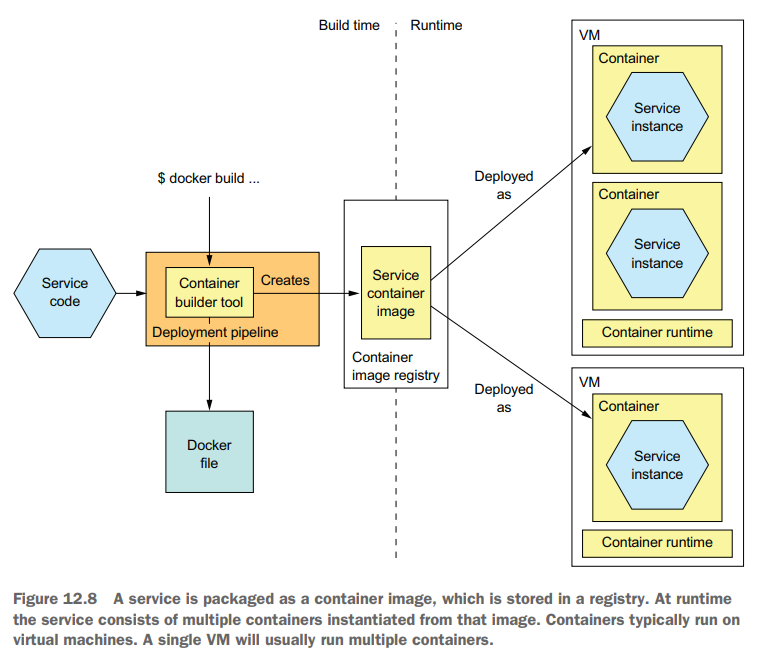 Build time
Runtime
VM
Container
Service
instance
Container
Service
instance
Container runtime
$ docker build ...
Deployed
as
Service
code
Container
builder tool
Creates
Deployment pipeline
Service
container
image
Container
image registry
Docker
file
Deployed
as
VM
Container
Service
instance
Container runtime
Figure 12.8 A service is packaged as a container image, which is stored in a registry. At runtime
the service consists of multiple containers instantiated from that image. Containers typically run on
virtual machines. A single VM will usually run multiple containers.